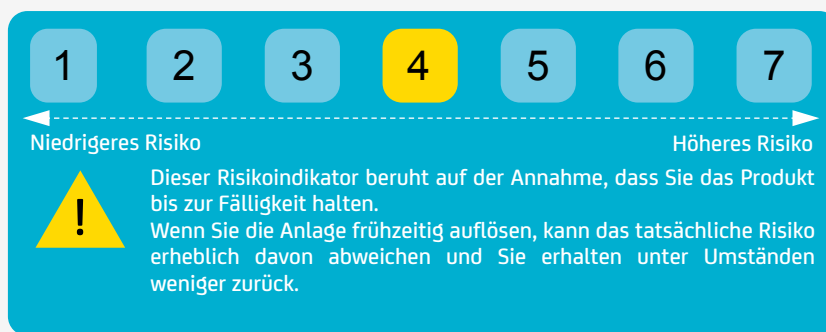 1 2 3 4 5 6 7
Niedrigeres Risiko Höheres Risiko
Dieser Risikoindikator beruht auf der Annahme, dass Sie das Produkt
bis zur Fälligkeit halten.
Wenn Sie die Anlage frühzeitig auflösen, kann das tatsächliche Risiko
erheblich davon abweichen und Sie erhalten unter Umständen
weniger zurück.
!